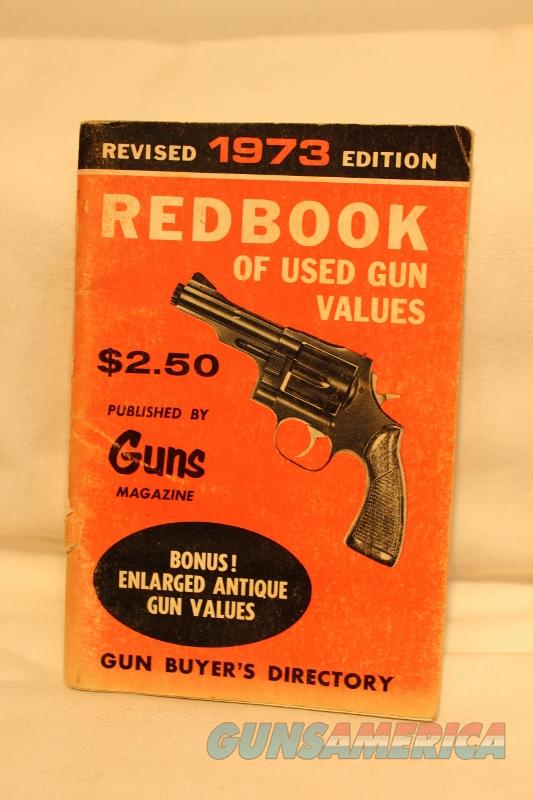 REVISED 1973 EDITION
REDBOOK
OF USED GUN
VALUES
$2.50
PUBLISHED BY
Guns
MAGAZINE
BONUS!
ENLARGED ANTIQUE
GUN VALUES
GUN BUYER'S DIRECTORY
GUNSAMERICA